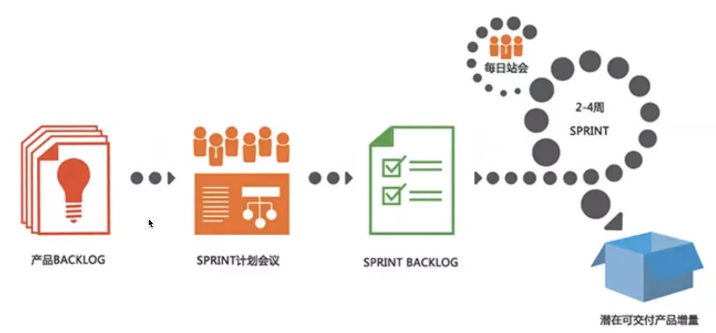 每日站会
2-4周
SPRINT
产品BACKLOG
SPRINT计划会议
SPRINT BACKLOG
潜在可交付产品增量